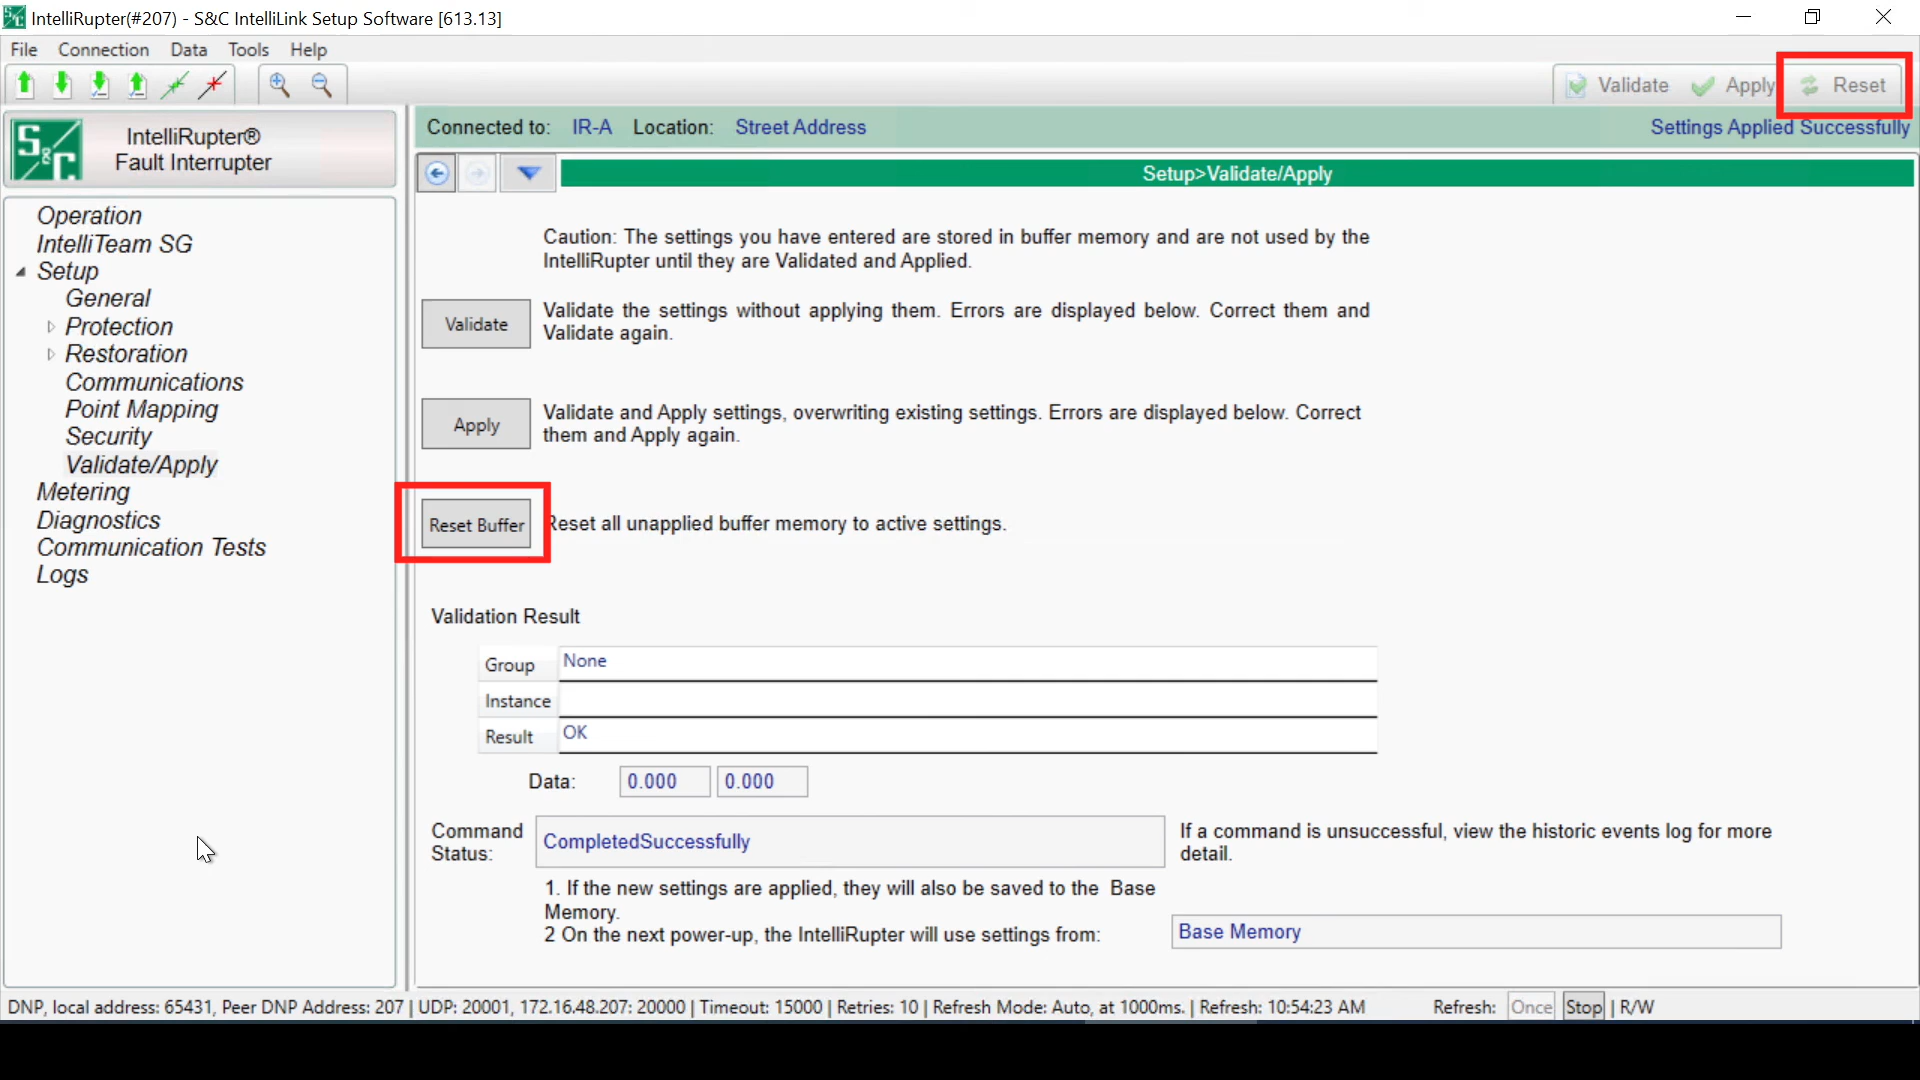 IntelliRupter(#207) - S&C IntelliLink Setup Software [613.13]
File Connection Data Tools Help
Validate Apply Reset
S&C
IntelliRupter®
Fault Interrupter
Connected to: IR-A Location: Street Address
Settings Applied Successfully
Setup>Validate/Apply
Operation
IntelliTeam SG
Setup
General
Protection
Restoration
Communications
Point Mapping
Security
Validate/Apply
Metering
Diagnostics
Communication Tests
Logs
Caution: The settings you have entered are stored in buffer memory and are not used by the
IntelliRupter until they are Validated and Applied.
Validate
Validate the settings without applying them. Errors are displayed below. Correct them and
Validate again.
Apply
Validate and Apply settings, overwriting existing settings. Errors are displayed below. Correct
them and Apply again.
Reset Buffer
Reset all unapplied buffer memory to active settings.
Validation Result
Group None
Instance
Result OK
Data: 0.000 0.000
Command
Status:
CompletedSuccessfully
If a command is unsuccessful, view the historic events log for more
detail.
1. If the new settings are applied, they will also be saved to the Base
Memory.
2 On the next power-up, the IntelliRupter will use settings from:
Base Memory
DNP, local address: 65431, Peer DNP Address: 207 | UDP: 20001, 172.16.48.207: 20000 | Timeout: 15000 | Retries: 10 | Refresh Mode: Auto, at 1000ms. | Refresh: 10:54:23 AM Refresh: Once Stop | R/W